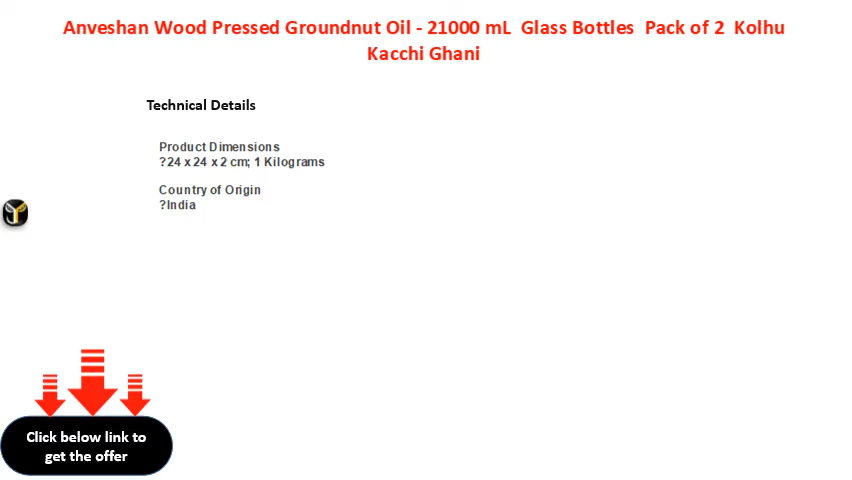 Anveshan Wood Pressed Groundnut Oil - 21000 mL Glass Bottles Pack of 2 Kolhu
Kacchi Ghani
Technical Details
Product Dimensions
?24 x 24 x 2 cm; 1 Kilograms
Country of Origin
?India
Click below link to
get the offer